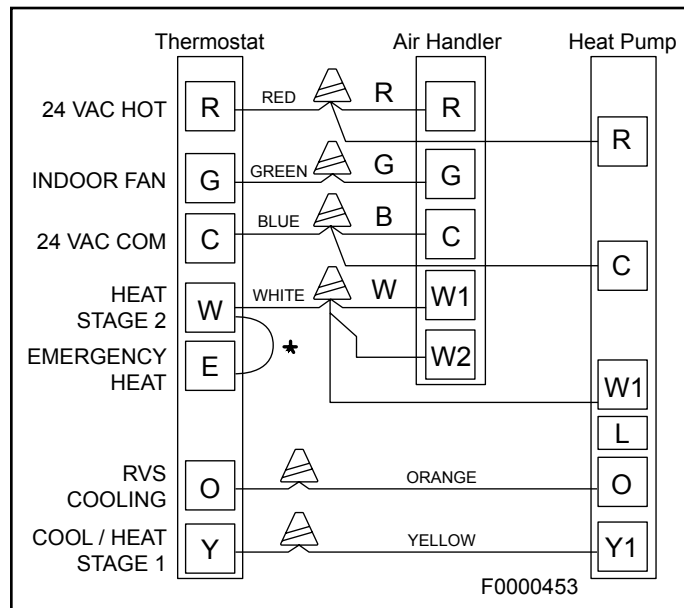 Thermostat Air Handler Heat Pump
24 VAC HOT R RED R R R
INDOOR FAN G GREEN G G
24 VAC COM C BLUE B C C
HEAT
STAGE 2 W WHITE W W1
EMERGENCY
HEAT E * W2 W1
L
RVS
COOLING O ORANGE O
COOL / HEAT
STAGE 1 Y YELLOW Y1
F0000453